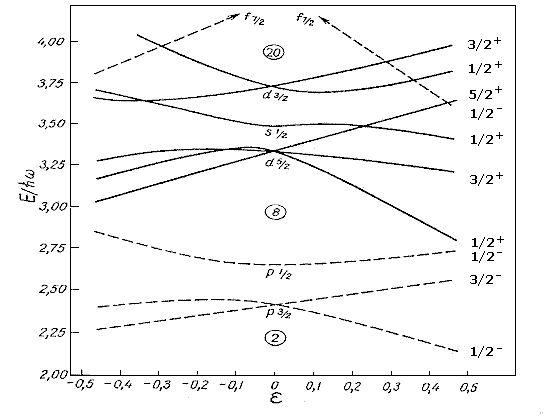 f 7/2 f 7/2
4,00 20 3/2+
1/2+
3,75 d 3/2 5/2+
1/2−
3,50 s 1/2 1/2+
3,25 d 5/2 3/2+
E/ħω
3,00 8
1/2+
2,75 p 1/2 1/2−
2,50 3/2−
p 3/2
2,25 2 1/2−
2,00
−0,5 −0,4 −0,3 −0,2 −0,1 0 0,1 0,2 0,3 0,4 0,5
ε